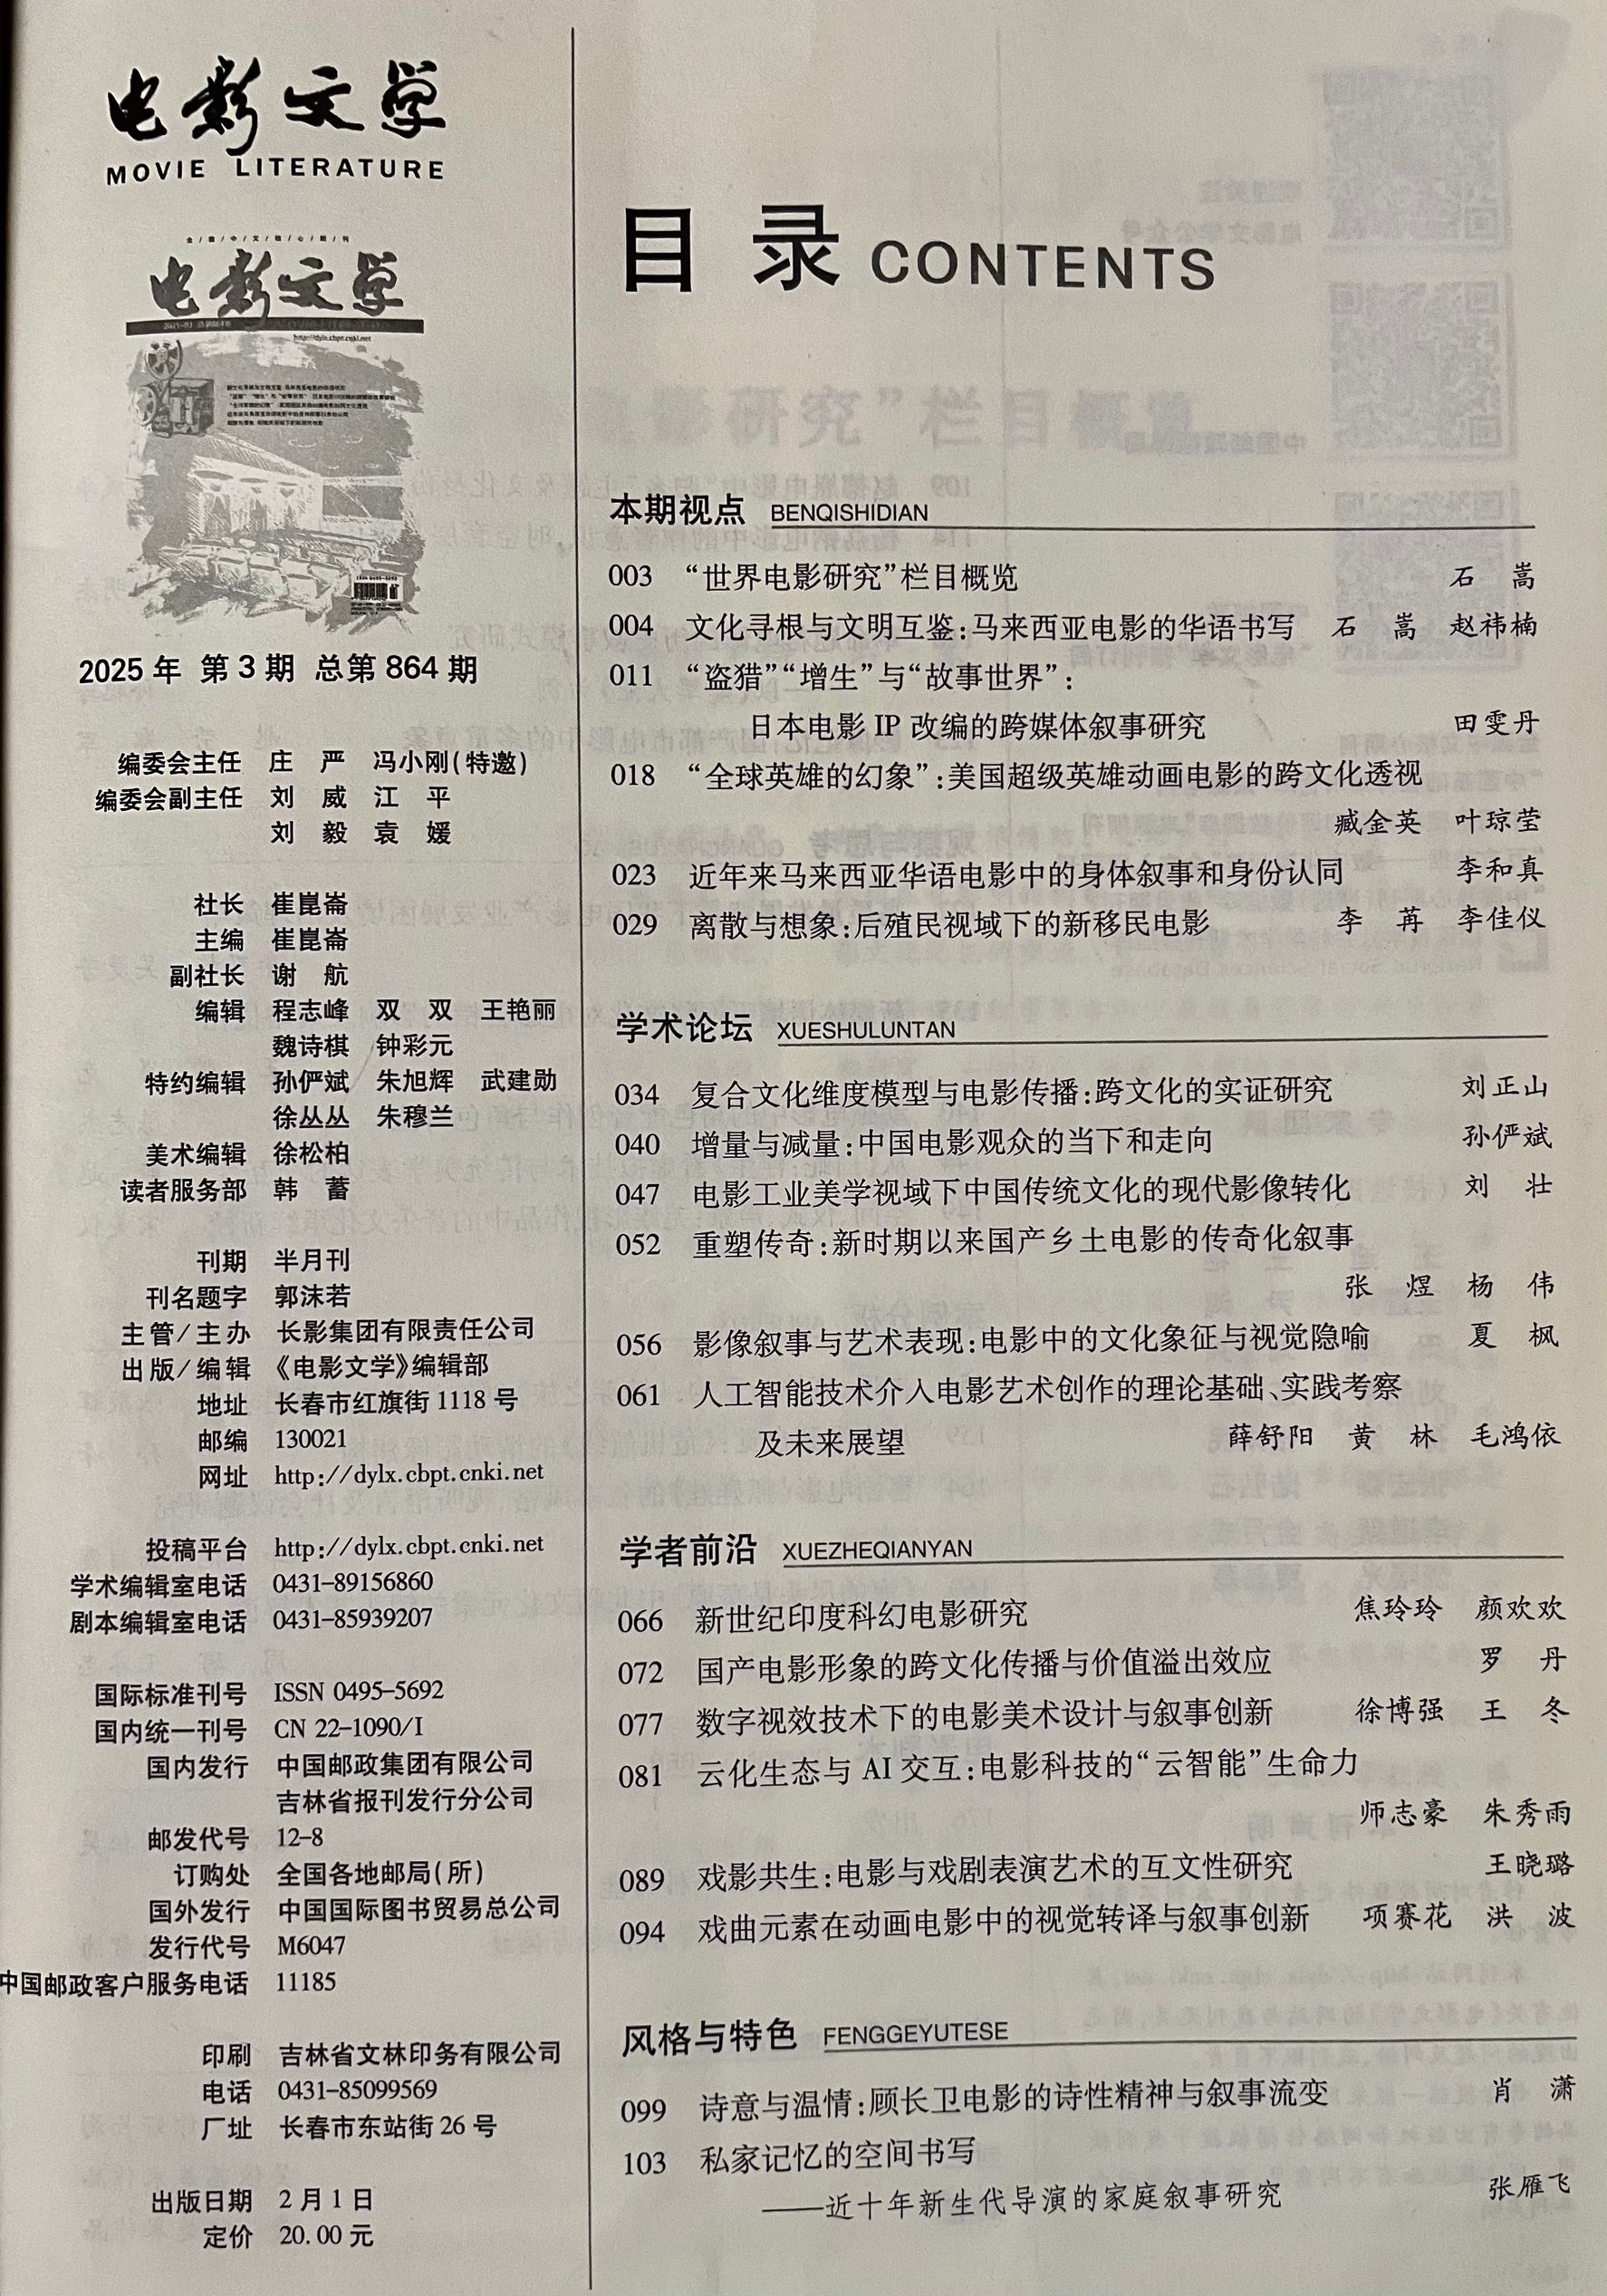 电影文学
MOVIE LITERATURE
全/国/中/文/核/心/期/刊
电影文学
http://dylx.cbpt.cnki.net
2025 年 第 3 期 总第 864 期
编委会主任 庄 严 冯小刚(特邀)
编委会副主任 刘 威 江 平
刘 毅 袁 媛
社长 崔崑崙
主编 崔崑崙
副社长 谢 航
编辑 程志峰 双 双 王艳丽
魏诗棋 钟彩元
特约编辑 孙俨斌 朱旭辉 武建勋
徐丛丛 朱穆兰
美术编辑 徐松柏
读者服务部 韩 蓄
刊期 半月刊
刊名题字 郭沫若
主管/主办 长影集团有限责任公司
出版/编辑 《电影文学》编辑部
地址 长春市红旗街 1118 号
邮编 130021
网址 http://dylx.cbpt.cnki.net
投稿平台 http://dylx.cbpt.cnki.net
学术编辑室电话 0431-89156860
剧本编辑室电话 0431-85939207
国际标准刊号 ISSN 0495-5692
国内统一刊号 CN 22-1090/I
国内发行 中国邮政集团有限公司
吉林省报刊发行分公司
邮发代号 12-8
订购处 全国各地邮局(所)
国外发行 中国国际图书贸易总公司
发行代号 M6047
中国邮政客户服务电话 11185
印刷 吉林省文林印务有限公司
电话 0431-85099569
厂址 长春市东站街 26 号
出版日期 2 月 1 日
定价 20.00 元
目 录 CONTENTS
本期视点 BENQISHIDIAN
003 “世界电影研究”栏目概览 石 嵩
004 文化寻根与文明互鉴:马来西亚电影的华语书写 石 嵩 赵祎楠
011 “盗猎”“增生”与“故事世界”:
日本电影 IP 改编的跨媒体叙事研究 田雯丹
018 “全球英雄的幻象”:美国超级英雄动画电影的跨文化透视
臧金英 叶琼莹
023 近年来马来西亚华语电影中的身体叙事和身份认同 李和真
029 离散与想象:后殖民视域下的新移民电影 李 苒 李佳仪
学术论坛 XUESHULUNTAN
034 复合文化维度模型与电影传播:跨文化的实证研究 刘正山
040 增量与减量:中国电影观众的当下和走向 孙俨斌
047 电影工业美学视域下中国传统文化的现代影像转化 刘 壮
052 重塑传奇:新时期以来国产乡土电影的传奇化叙事
张 煜 杨 伟
056 影像叙事与艺术表现:电影中的文化象征与视觉隐喻 夏 枫
061 人工智能技术介入电影艺术创作的理论基础、实践考察
及未来展望 薛舒阳 黄 林 毛鸿依
学者前沿 XUEZHEQIANYAN
066 新世纪印度科幻电影研究 焦玲玲 颜欢欢
072 国产电影形象的跨文化传播与价值溢出效应 罗 丹
077 数字视效技术下的电影美术设计与叙事创新 徐博强 王 冬
081 云化生态与 AI 交互:电影科技的“云智能”生命力
师志豪 朱秀雨
089 戏影共生:电影与戏剧表演艺术的互文性研究 王晓璐
094 戏曲元素在动画电影中的视觉转译与叙事创新 项赛花 洪 波
风格与特色 FENGGEYUTESE
099 诗意与温情:顾长卫电影的诗性精神与叙事流变 肖 潇
103 私家记忆的空间书写
——近十年新生代导演的家庭叙事研究 张雁飞